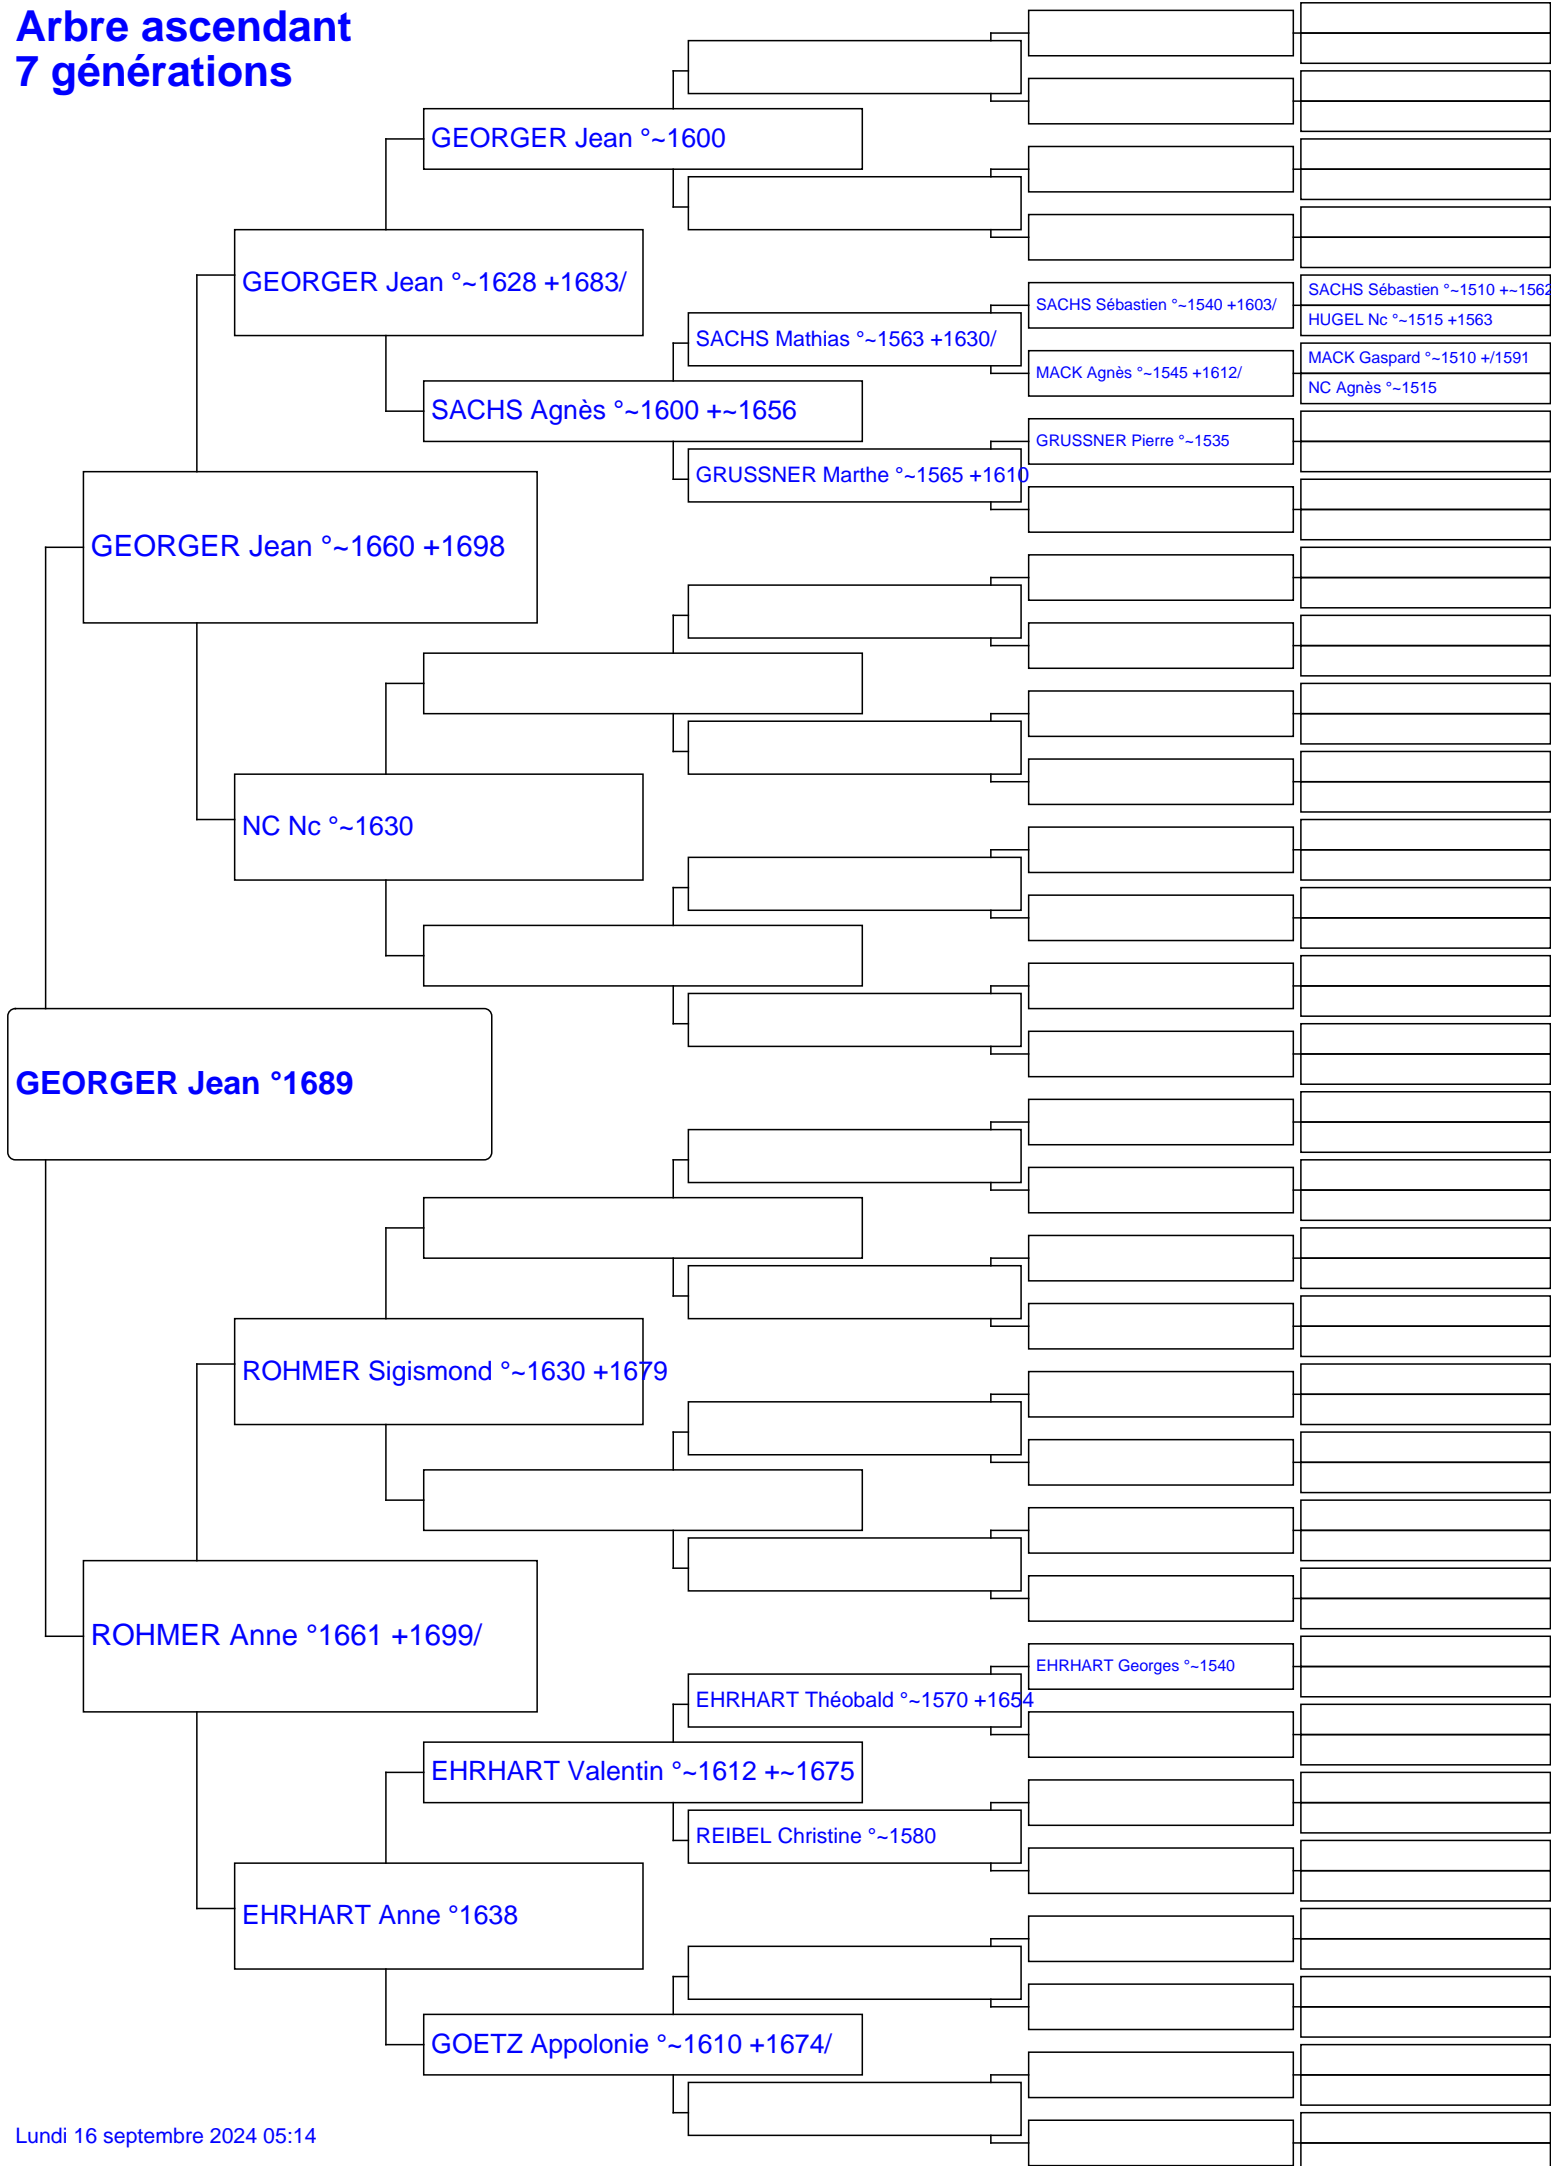 Arbre ascendant
7 générations
GEORGER Jean °~1600
GEORGER Jean °~1628 +1683/
SACHS Sébastien °~1540 +1603/
SACHS Sébastien °~1510 +~1562
HUGEL Nc °~1515 +1563
SACHS Mathias °~1563 +1630/
MACK Agnès °~1545 +1612/
MACK Gaspard °~1510 +/1591
NC Agnès °~1515
SACHS Agnès °~1600 +~1656
GRUSSNER Pierre °~1535
GRUSSNER Marthe °~1565 +1610
GEORGER Jean °~1660 +1698
NC Nc °~1630
GEORGER Jean °1689
ROHMER Sigismond °~1630 +1679
ROHMER Anne °1661 +1699/
EHRHART Georges °~1540
EHRHART Théobald °~1570 +1654
EHRHART Valentin °~1612 +~1675
REIBEL Christine °~1580
EHRHART Anne °1638
GOETZ Appolonie °~1610 +1674/
Lundi 16 septembre 2024 05:14